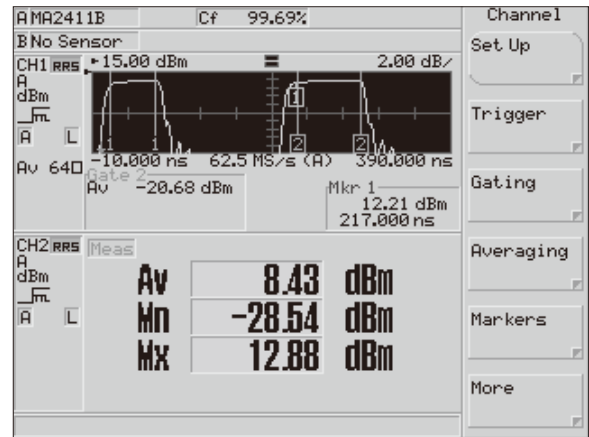 A MA2411B Cf 99.69% Channel
B No Sensor
Set Up
CH1 RRS 15.00 dBm 2.00 dB/
A
dBm
1
Trigger
A L
1 1 2 2
-10.000 ns 62.5 MS/s (A) 390.000 ns
Av 64
Gate 2
Av -20.68 dBm
Mkr 1
12.21 dBm
217.000 ns
Gating
CH2 RRS Meas
A
dBm
A L
Av 8.43 dBm
Mn -28.54 dBm
Mx 12.88 dBm
Averaging
Markers
More